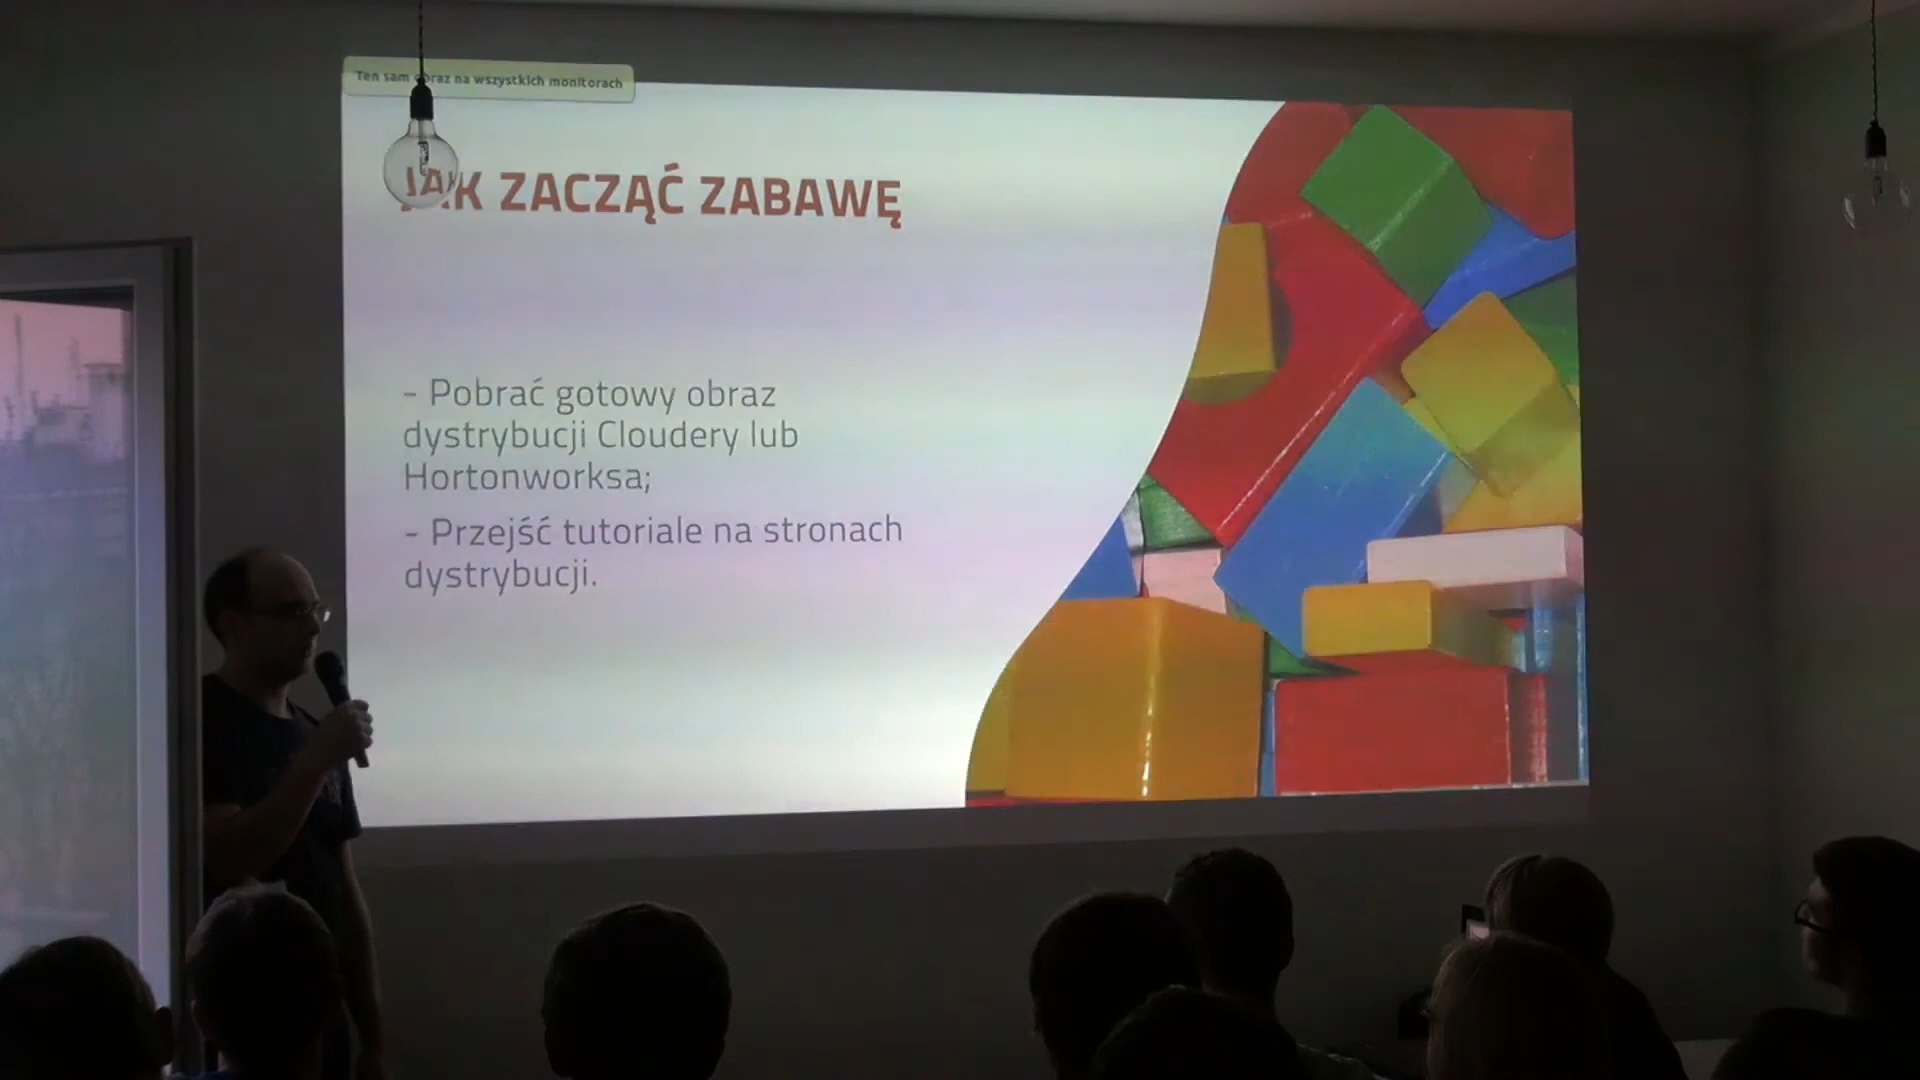 Ten sam obraz na wszystkich monitorach
JAK ZACZĄĆ ZABAWĘ
- Pobrać gotowy obraz
dystrybucji Cloudery lub
Hortonworksa;
- Przejść tutoriale na stronach
dystrybucji.